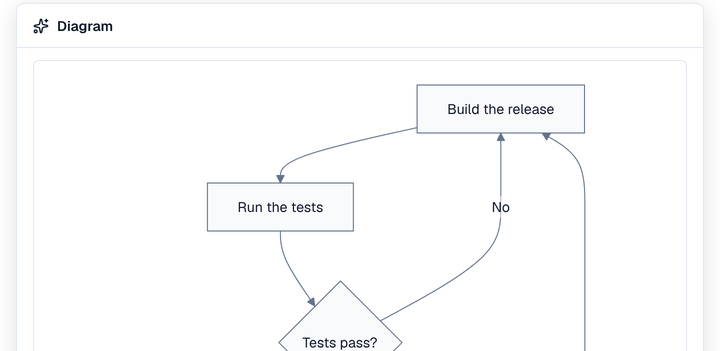 Diagram
Build the release
Run the tests
No
Tests pass?